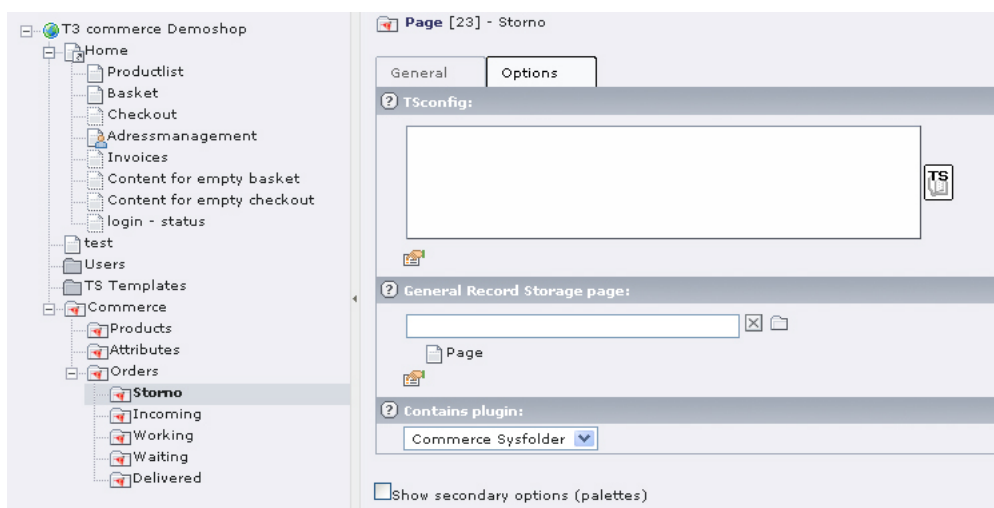 T3 commerce Demoshop
Home
Productlist
Basket
Checkout
Adressmanagement
Invoices
Content for empty basket
Content for empty checkout
login - status
test
Users
TS Templates
Commerce
Products
Attributes
Orders
Storno
Incoming
Working
Waiting
Delivered
Page [23] - Storno
General Options
TSconfig:
TS
General Record Storage page:
Page
Contains plugin:
Commerce Sysfolder
Show secondary options (palettes)